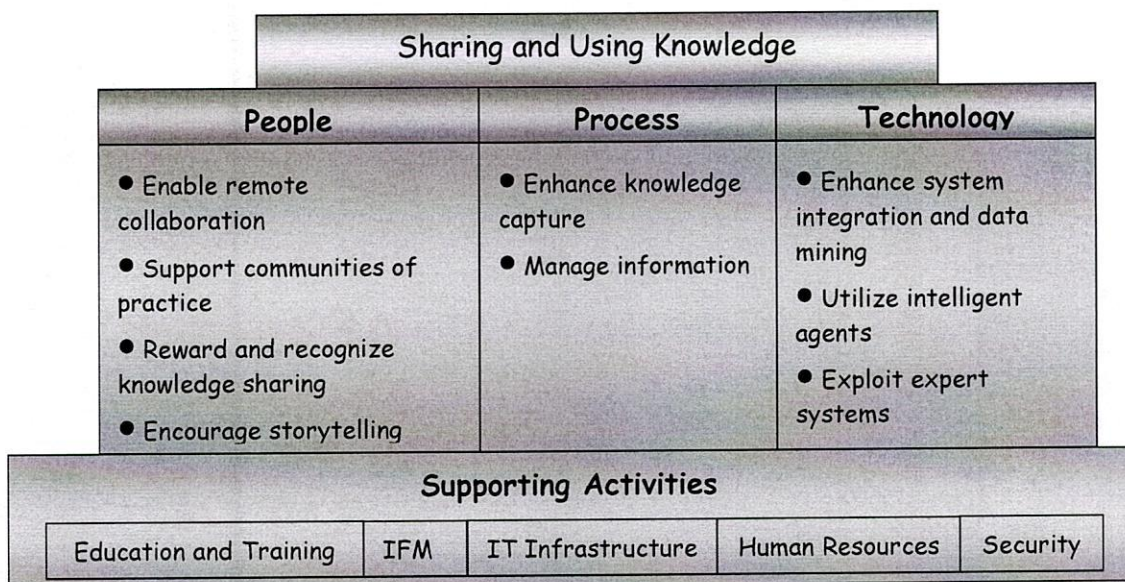 Sharing and Using Knowledge
People
● Enable remote
collaboration
● Support communities of
practice
● Reward and recognize
knowledge sharing
● Encourage storytelling
Process
● Enhance knowledge
capture
● Manage information
Technology
● Enhance system
integration and data
mining
● Utilize intelligent
agents
● Exploit expert
systems
Supporting Activities
Education and Training
IFM
IT Infrastructure
Human Resources
Security